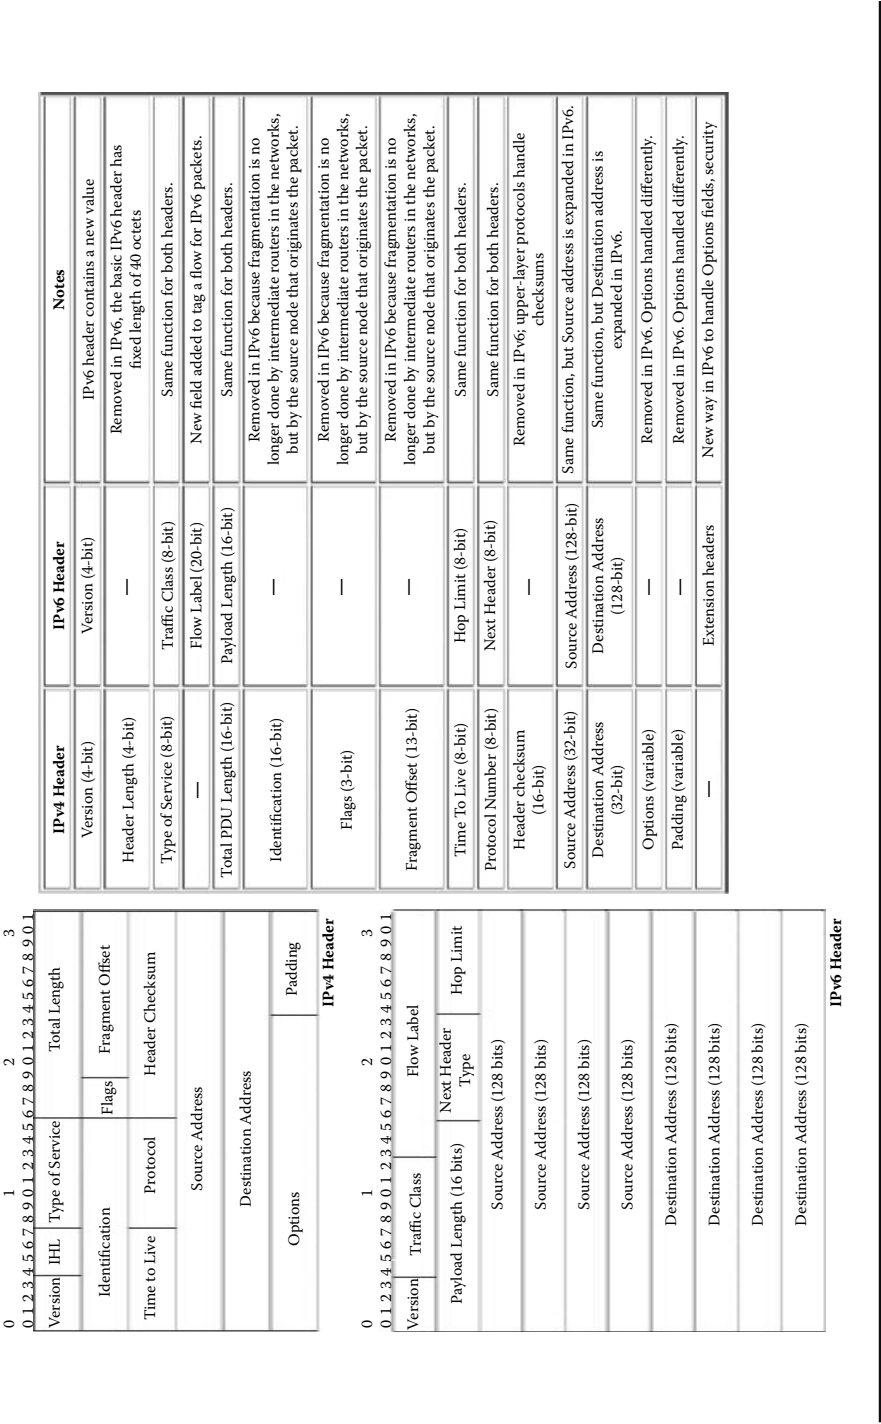 0 1 2 3
0 1 2 3 4 5 6 7 8 9 0 1 2 3 4 5 6 7 8 9 0 1 2 3 4 5 6 7 8 9 0 1
Version IHL Type of Service Total Length
Identification Flags Fragment Offset
Time to Live Protocol Header Checksum
Source Address
Destination Address
Options Padding
IPv4 Header
0 1 2 3
0 1 2 3 4 5 6 7 8 9 0 1 2 3 4 5 6 7 8 9 0 1 2 3 4 5 6 7 8 9 0 1
Version Traffic Class Flow Label
Payload Length (16 bits) Next Header Type Hop Limit
Source Address (128 bits)
Source Address (128 bits)
Source Address (128 bits)
Source Address (128 bits)
Destination Address (128 bits)
Destination Address (128 bits)
Destination Address (128 bits)
Destination Address (128 bits)
IPv6 Header
IPv4 Header IPv6 Header Notes
Version (4-bit) Version (4-bit) IPv6 header contains a new value
Header Length (4-bit) — Removed in IPv6, the basic IPv6 header has
fixed length of 40 octets
Type of Service (8-bit) Traffic Class (8-bit) Same function for both headers.
— Flow Label (20-bit) New field added to tag a flow for IPv6 packets.
Total PDU Length (16-bit) Payload Length (16-bit) Same function for both headers.
Identification (16-bit) — Removed in IPv6 because fragmentation is no
longer done by intermediate routers in the networks,
but by the source node that originates the packet.
Flags (3-bit) — Removed in IPv6 because fragmentation is no
longer done by intermediate routers in the networks,
but by the source node that originates the packet.
Fragment Offset (13-bit) — Removed in IPv6 because fragmentation is no
longer done by intermediate routers in the networks,
but by the source node that originates the packet.
Time To Live (8-bit) Hop Limit (8-bit) Same function for both headers.
Protocol Number (8-bit) Next Header (8-bit) Same function for both headers.
Header checksum
(16-bit) — Removed in IPv6; upper-layer protocols handle
checksums
Source Address (32-bit) Source Address (128-bit) Same function, but Source address is expanded in IPv6.
Destination Address
(32-bit) Destination Address
(128-bit) Same function, but Destination address is
expanded in IPv6.
Options (variable) — Removed in IPv6. Options handled differently.
Padding (variable) — Removed in IPv6. Options handled differently.
— Extension headers New way in IPv6 to handle Options fields, security